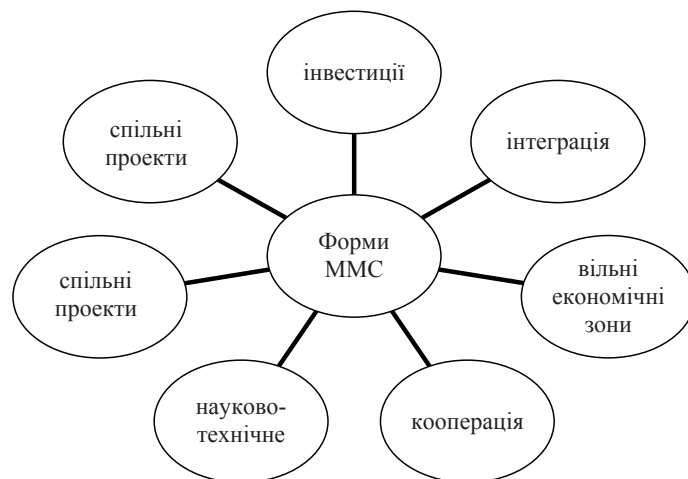 інвестиції
спільні
проекти
інтеграція
Форми
ММС
спільні
проекти
вільні
економічні
зони
науково-
технічне
кооперація